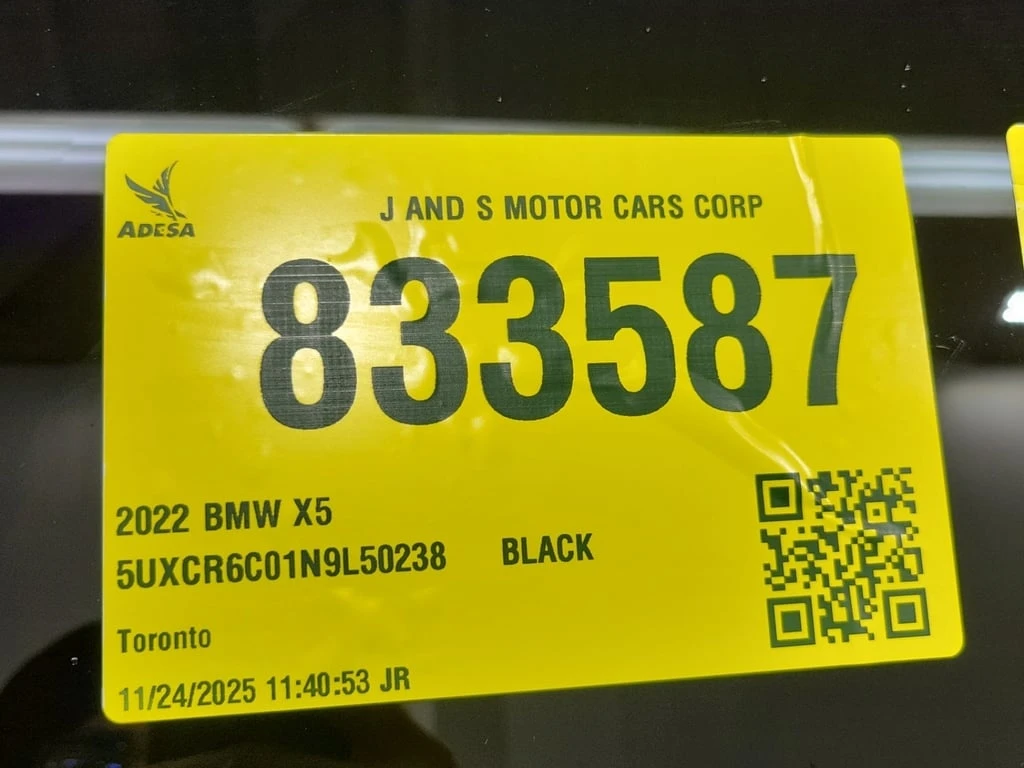 ADESA
J AND S MOTOR CARS CORP
833587
2022 BMW X5
5UXCR6C01N9L50238 BLACK
Toronto
11/24/2025 11:40:53 JR